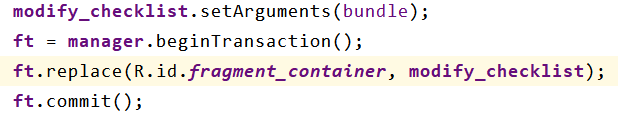 modify_checklist.setArguments(bundle);
ft = manager.beginTransaction();
ft.replace(R.id.fragment_container, modify_checklist);
ft.commit();